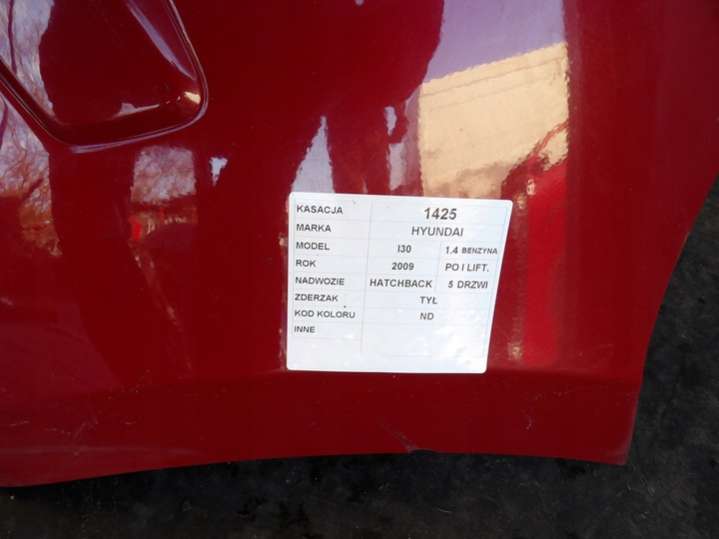 KASACJA 1425
MARKA HYUNDAI
MODEL I30 1.4 BENZYNA
ROK 2009 PO I LIFT.
NADWOZIE HATCHBACK 5 DRZWI
ZDERZAK TYŁ
KOD KOLORU ND
INNE